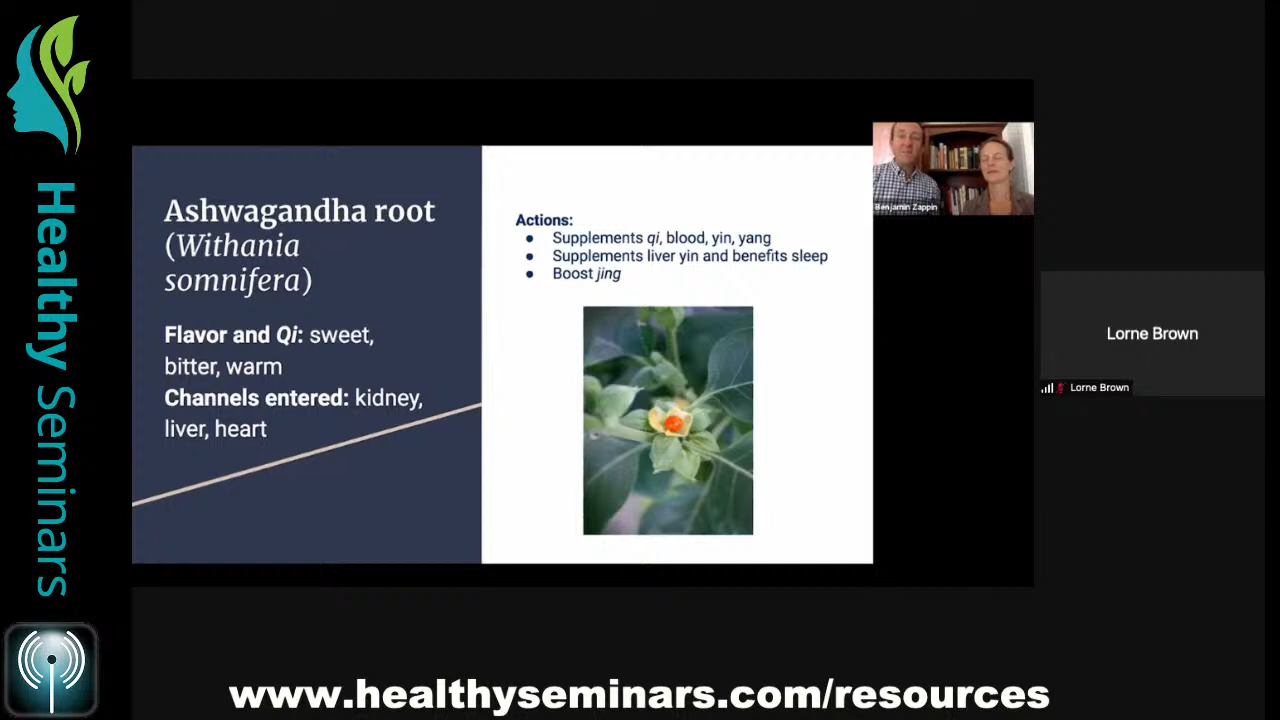 Healthy Seminars
Ashwagandha root
(Withania
somnifera)
Flavor and Qi: sweet,
bitter, warm
Channels entered: kidney,
liver, heart
Actions:
● Supplements qi, blood, yin, yang
● Supplements liver yin and benefits sleep
● Boost jing
Benjamin Zappin
Lorne Brown
Lorne Brown
www.healthyseminars.com/resources